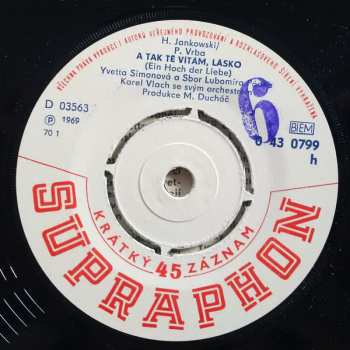 VŠECHNA PRÁVA VÝROBCE I AUTORA VEŘEJNÉHO PROVOZOVÁNÍ A ROZHLASOVÉHO ŠÍŘENÍ VYHRAZENA
H. Jankowski/
P. Vrba
A TAK TĚ VÍTÁM, LÁSKO
(Ein Hoch der Liebe)
Yvetta Simonová a Sbor Lubomíra
Karel Vlach se svým orchestre
Produkce M. Ducháč
D 03563
Ⓟ 1969
70 1
6
BIEM
0 43 0799
h
KRÁTKÝ 45 ZÁZNAM
SUPRAPHON